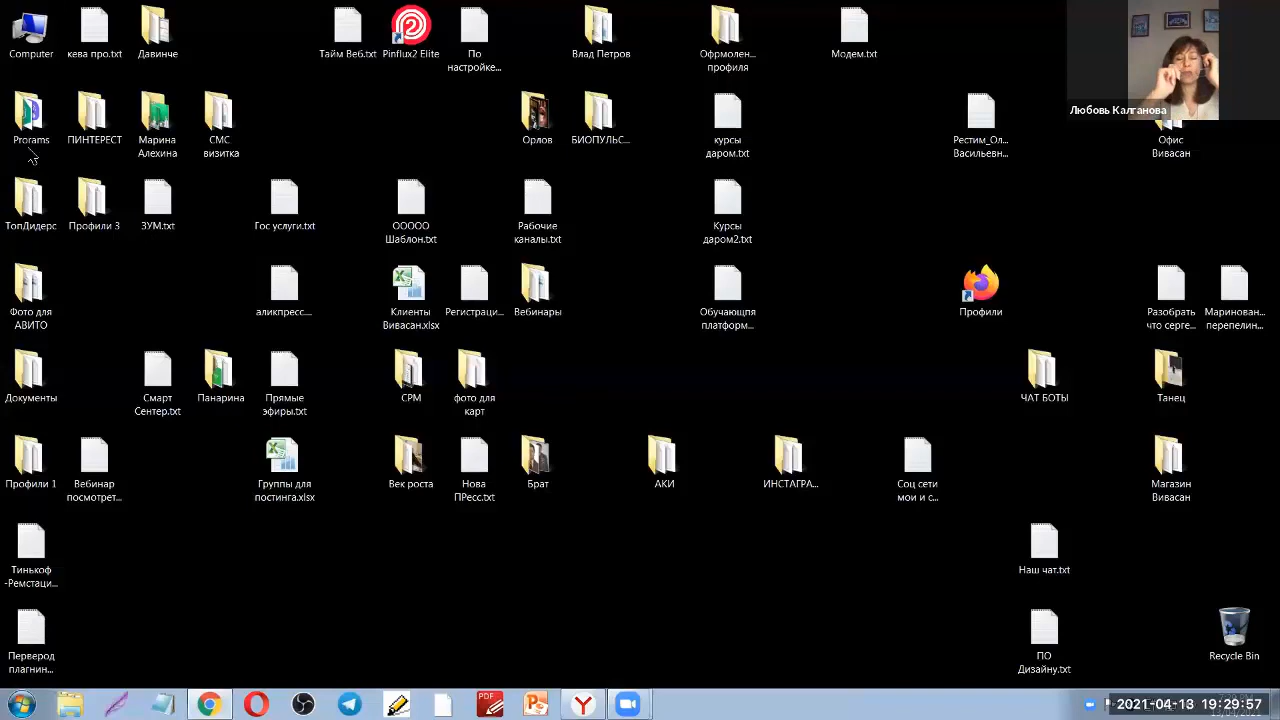 Computer
кева про.txt
Давинче
Тайм Веб.txt
Pinflux2 Elite
По
настройке...
Влад Петров
Офрмолен...
профиля
Модем.txt
Любовь Калганова
Prorams
ПИНТЕРЕСТ
Марина
Алехина
СМС
визитка
Орлов
БИОПУЛЬС...
курсы
даром.txt
Рестим_Ол...
Васильевн...
Офис
Вивасан
ТопДидерс
Профили 3
ЗУМ.txt
Гос услуги.txt
ООООО
Шаблон.txt
Рабочие
каналы.txt
Курсы
даром2.txt
Фото для
АВИТО
аликпресс....
Клиенты
Вивасан.xlsx
Регистраци...
Вебинары
Обучающпя
платформ...
Профили
Разобрать
что серге...
Маринован...
перепелин...
Документы
Смарт
Сентер.txt
Панарина
Прямые
эфиры.txt
СРМ
фото для
карт
ЧАТ БОТЫ
Танец
Профили 1
Вебинар
посмотрет...
Группы для
постинга.xlsx
Век роста
Нова
ПРесс.txt
Брат
АКИ
ИНСТАГРА...
Соц сети
мои и с...
Магазин
Вивасан
Тинькоф
-Ремстаци...
Наш чат.txt
Перверод
плагнин...
ПО
Дизайну.txt
Recycle Bin
PDF
2021-04-13 19:29:57